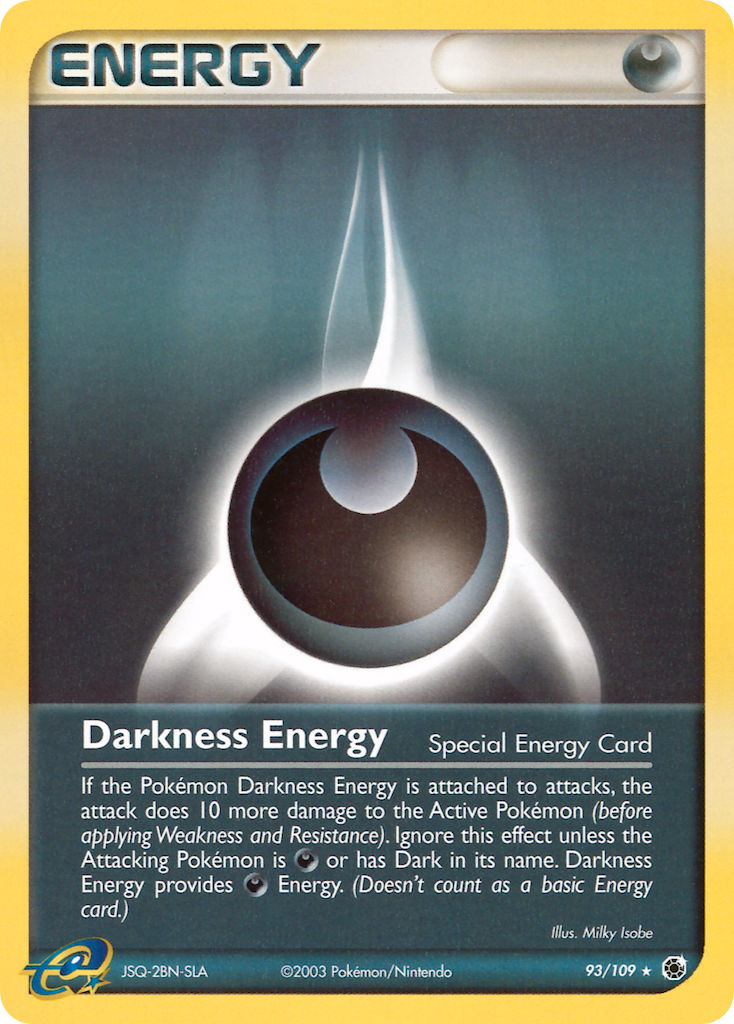 ENERGY
Darkness Energy Special Energy Card
If the Pokémon Darkness Energy is attached to attacks, the
attack does 10 more damage to the Active Pokémon (before
applying Weakness and Resistance). Ignore this effect unless the
Attacking Pokémon is or has Dark in its name. Darkness
Energy provides Energy. (Doesn't count as a basic Energy
card.)
Illus. Milky Isobe
e JSQ-2BN-SLA ©2003 Pokémon/Nintendo 93/109 ★